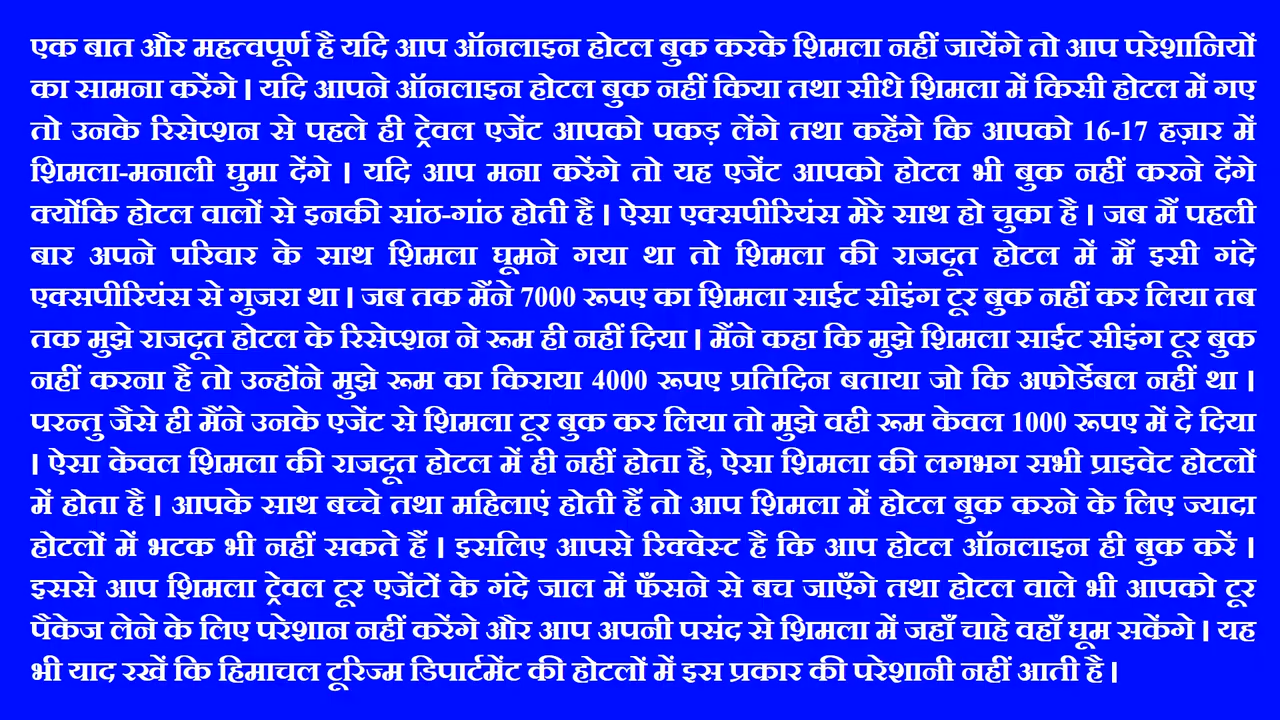 एक बात और महत्वपूर्ण है यदि आप ऑनलाइन होटल बुक करके शिमला नहीं जायेंगे तो आप परेशानियों
का सामना करेंगे । यदि आपने ऑनलाइन होटल बुक नहीं किया तथा सीधे शिमला में किसी होटल में गए
तो उनके रिसेप्शन से पहले ही ट्रेवल एजेंट आपको पकड़ लेंगे तथा कहेंगे कि आपको 16-17 हज़ार में
शिमला-मनाली घुमा देंगे । यदि आप मना करेंगे तो यह एजेंट आपको होटल भी बुक नहीं करने देंगे
क्योंकि होटल वालों से इनकी सांठ-गांठ होती है । ऐसा एक्सपीरियंस मेरे साथ हो चुका है । जब मैं पहली
बार अपने परिवार के साथ शिमला घूमने गया था तो शिमला की राजदूत होटल में मैं इसी गंदे
एक्सपीरियंस से गुजरा था । जब तक मैंने 7000 रूपए का शिमला साईट सीइंग टूर बुक नहीं कर लिया तब
तक मुझे राजदूत होटल के रिसेप्शन ने रूम ही नहीं दिया । मैंने कहा कि मुझे शिमला साईट सीइंग टूर बुक
नहीं करना है तो उन्होंने मुझे रूम का किराया 4000 रूपए प्रतिदिन बताया जो कि अफोर्डेबल नहीं था ।
परन्तु जैसे ही मैंने उनके एजेंट से शिमला टूर बुक कर लिया तो मुझे वही रूम केवल 1000 रूपए में दे दिया
। ऐसा केवल शिमला की राजदूत होटल में ही नहीं होता है, ऐसा शिमला की लगभग सभी प्राइवेट होटलों
में होता है । आपके साथ बच्चे तथा महिलाएं होती हैं तो आप शिमला में होटल बुक करने के लिए ज्यादा
होटलों में भटक भी नहीं सकते हैं । इसलिए आपसे रिक्वेस्ट है कि आप होटल ऑनलाइन ही बुक करें ।
इससे आप शिमला ट्रेवल टूर एजेंटों के गंदे जाल में फँसने से बच जाएँगे तथा होटल वाले भी आपको टूर
पैकेज लेने के लिए परेशान नहीं करेंगे और आप अपनी पसंद से शिमला में जहाँ चाहे वहाँ घूम सकेंगे । यह
भी याद रखें कि हिमाचल टूरिज्म डिपार्टमेंट की होटलों में इस प्रकार की परेशानी नहीं आती है ।